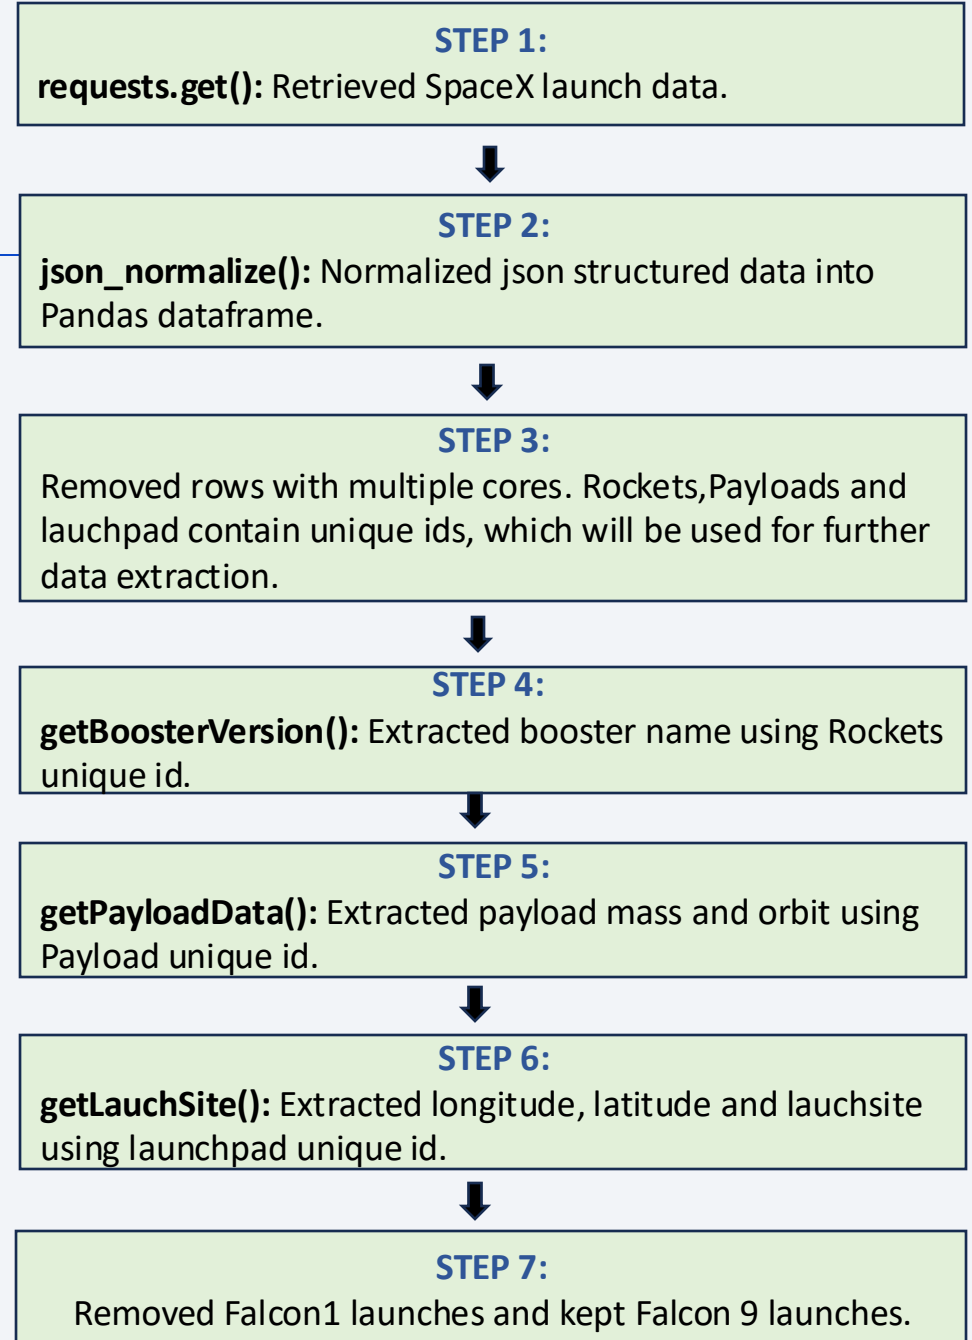 STEP 1:
requests.get(): Retrieved SpaceX launch data.
STEP 2:
json_normalize(): Normalized json structured data into
Pandas dataframe.
STEP 3:
Removed rows with multiple cores. Rockets,Payloads and
lauchpad contain unique ids, which will be used for further
data extraction.
STEP 4:
getBoosterVersion(): Extracted booster name using Rockets
unique id.
STEP 5:
getPayloadData(): Extracted payload mass and orbit using
Payload unique id.
STEP 6:
getLauchSite(): Extracted longitude, latitude and lauchsite
using launchpad unique id.
STEP 7:
Removed Falcon1 launches and kept Falcon 9 launches.